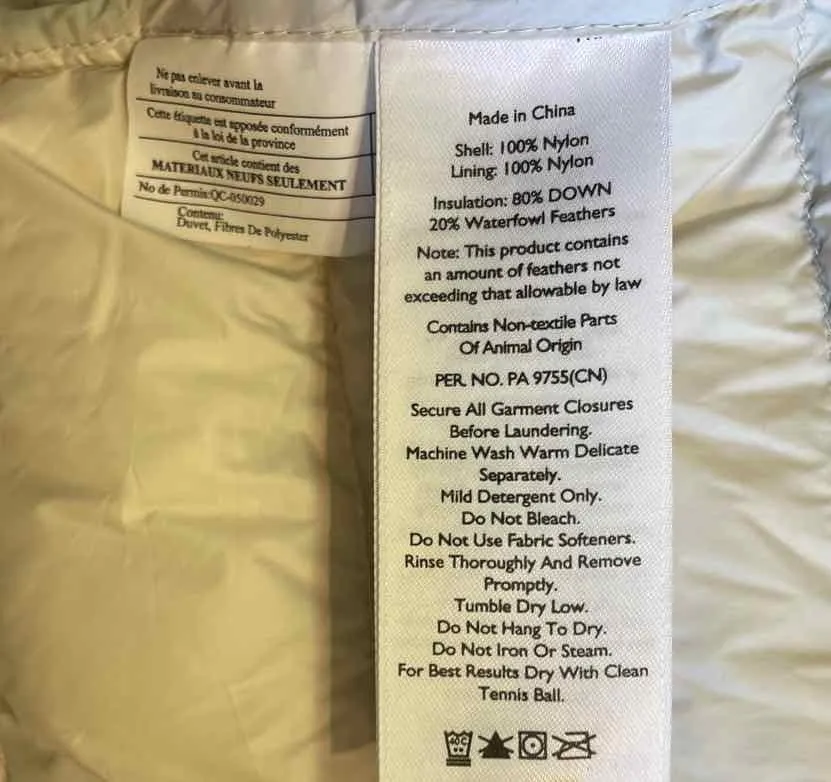 Ne pas enlever avant la
livraison au consommateur
Cette étiquette est apposée conformément
à la loi de la province
Cet article contient des
MATERIAUX NEUFS SEULEMENT
No de Permis:QC-050029
Contenu:
Duvet, Fibres De Polyester
Made in China
Shell: 100% Nylon
Lining: 100% Nylon
Insulation: 80% DOWN
20% Waterfowl Feathers
Note: This product contains
an amount of feathers not
exceeding that allowable by law
Contains Non-textile Parts
Of Animal Origin
PER. NO. PA 9755(CN)
Secure All Garment Closures
Before Laundering.
Machine Wash Warm Delicate
Separately.
Mild Detergent Only.
Do Not Bleach.
Do Not Use Fabric Softeners.
Rinse Thoroughly And Remove
Promptly.
Tumble Dry Low.
Do Not Hang To Dry.
Do Not Iron Or Steam.
For Best Results Dry With Clean
Tennis Ball.
40C